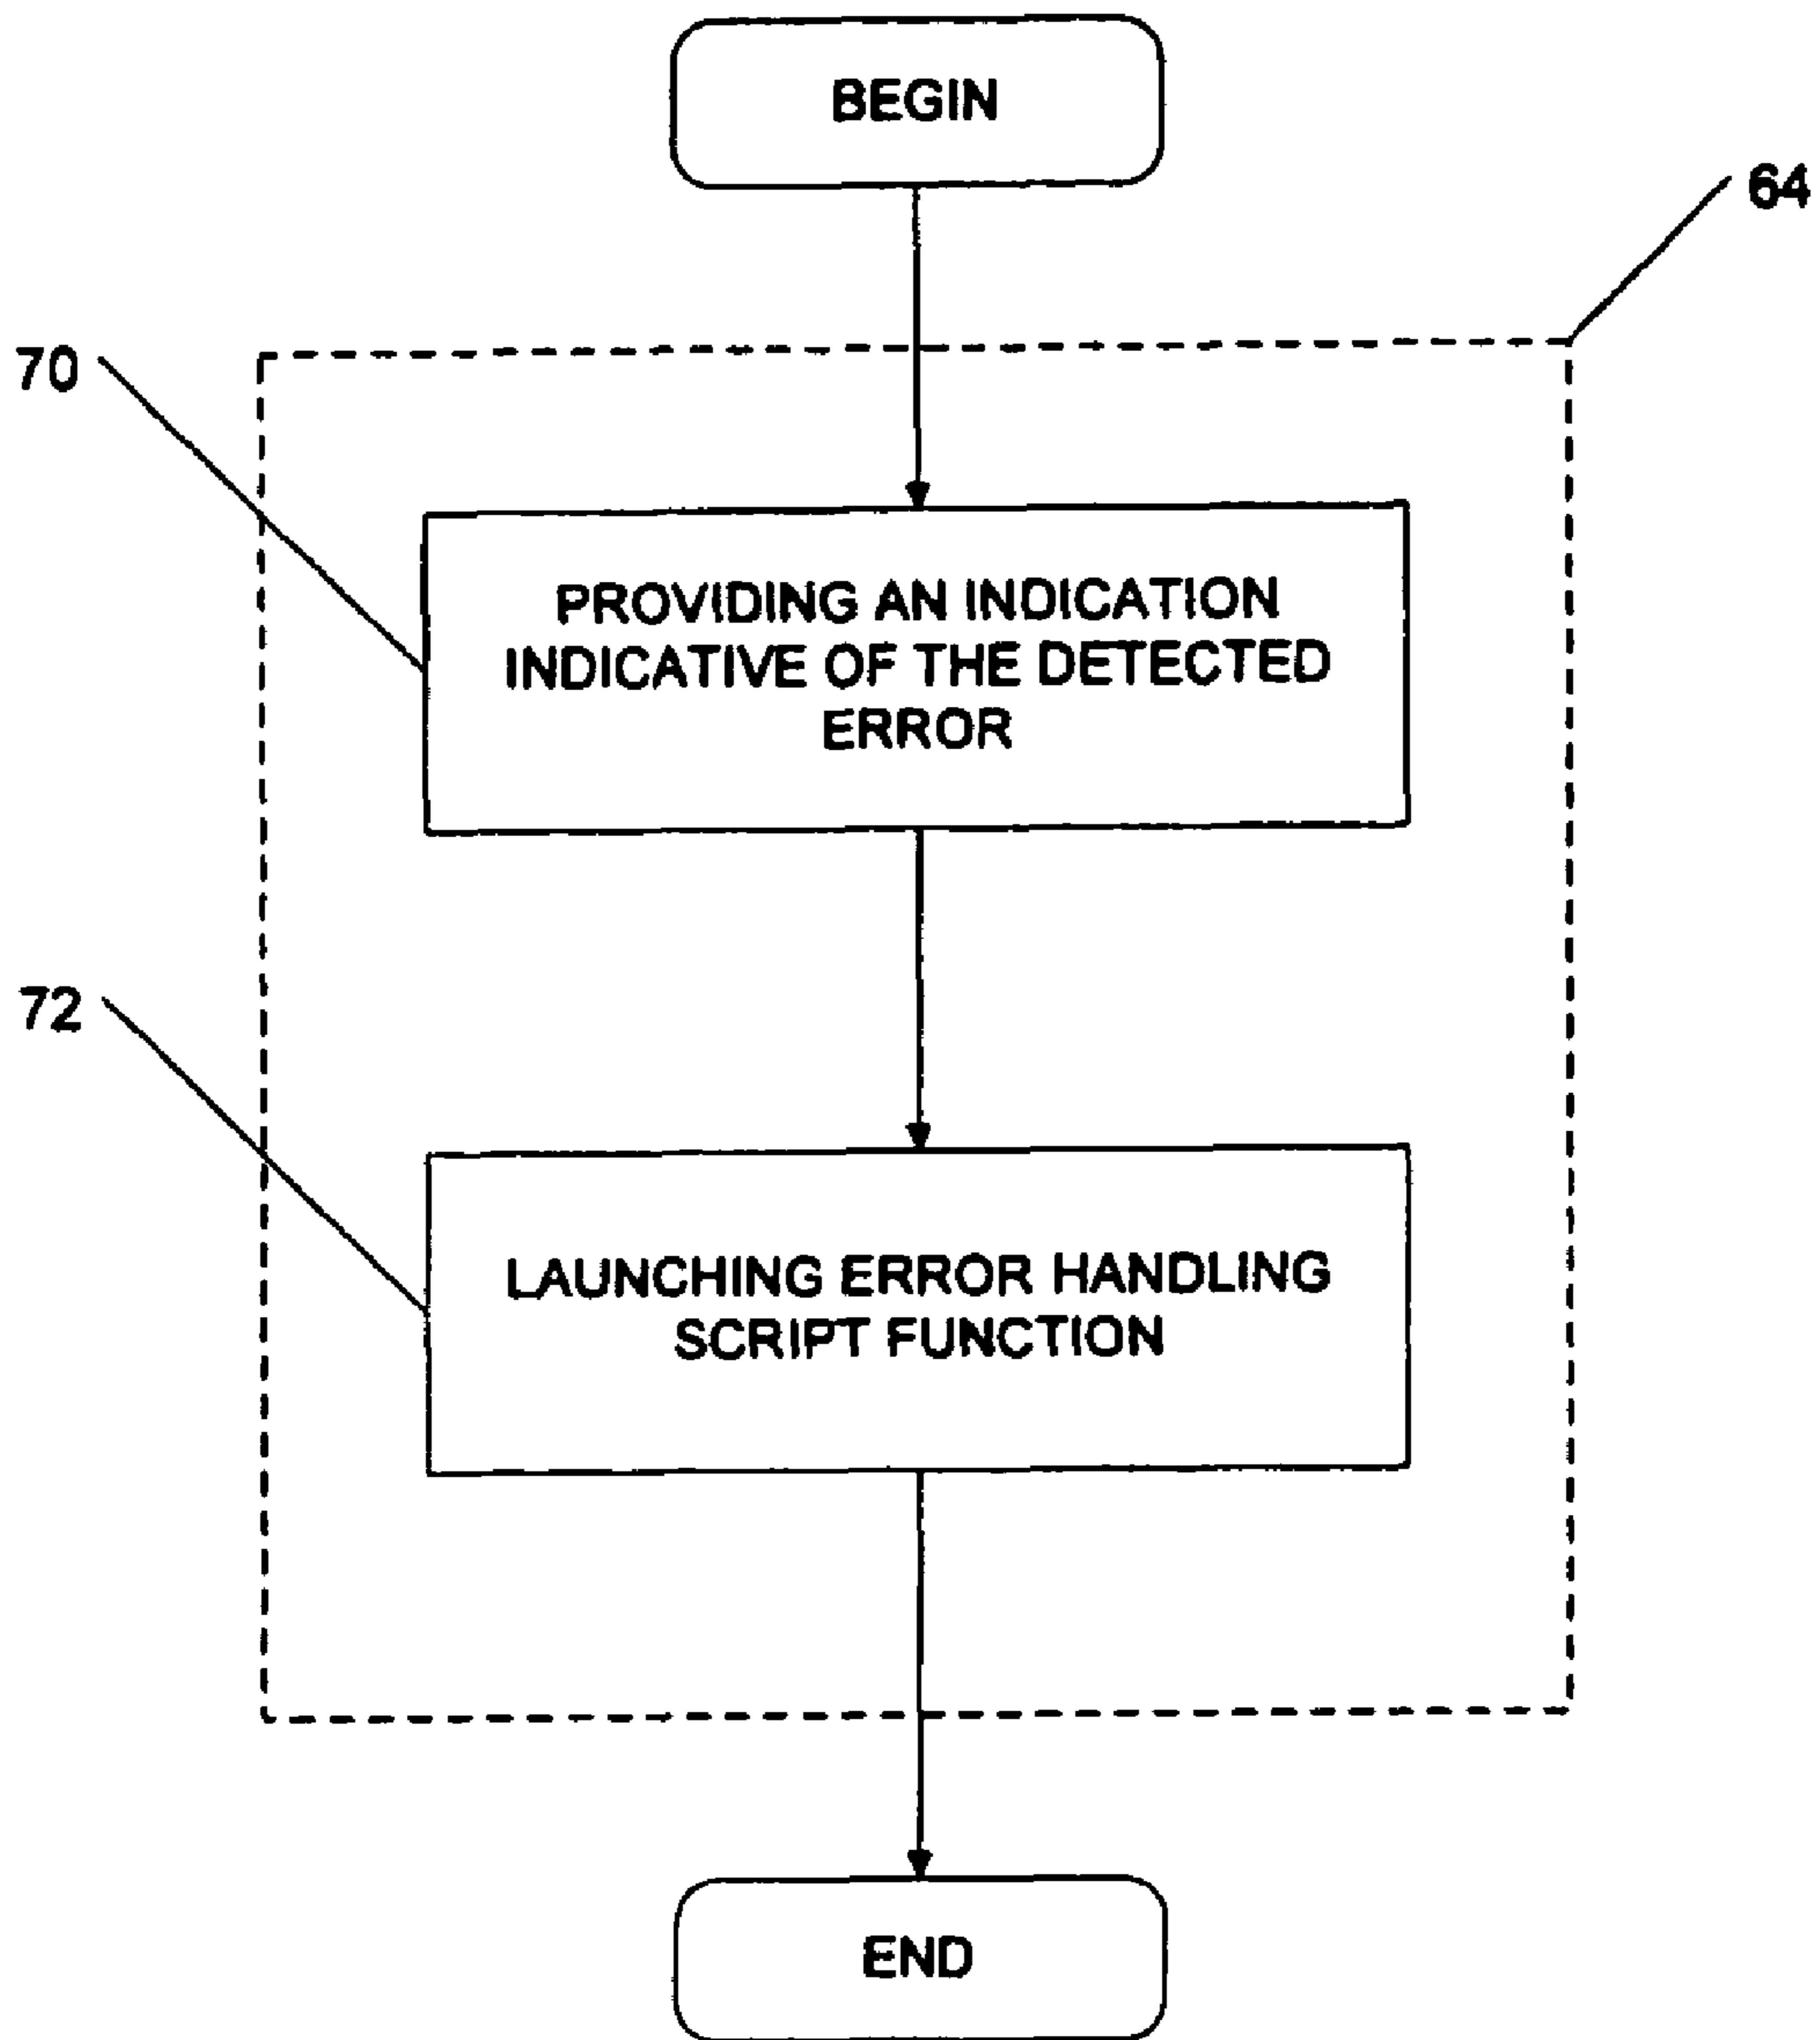 BEGIN
64
70
PROVIDING AN INDICATION
INDICATIVE OF THE DETECTED
ERROR
72
LAUNCHING ERROR HANDLING
SCRIPT FUNCTION
END